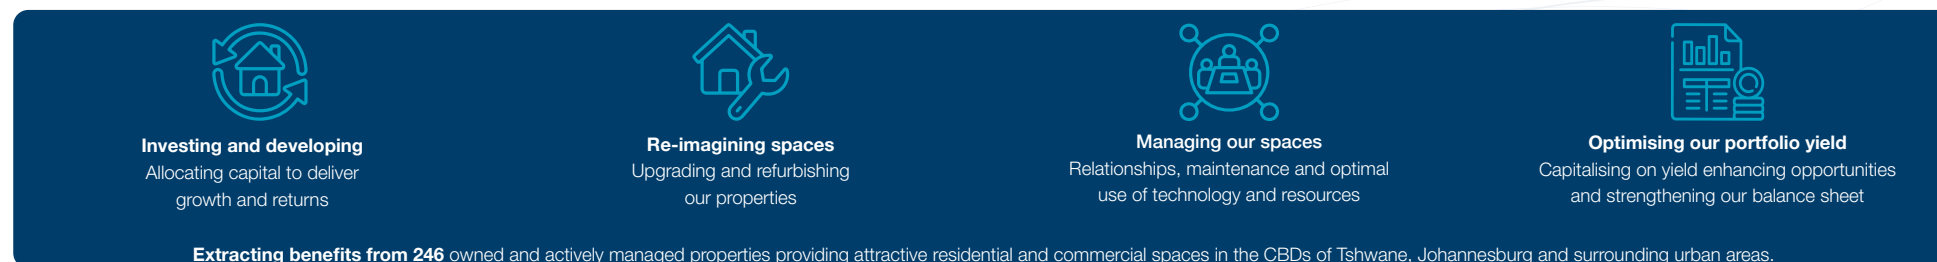 Investing and developing
Allocating capital to deliver
growth and returns
Re-imagining spaces
Upgrading and refurbishing
our properties
Managing our spaces
Relationships, maintenance and optimal
use of technology and resources
Optimising our portfolio yield
Capitalising on yield enhancing opportunities
and strengthening our balance sheet
Extracting benefits from 246 owned and actively managed properties providing attractive residential and commercial spaces in the CBDs of Tshwane, Johannesburg and surrounding urban areas.